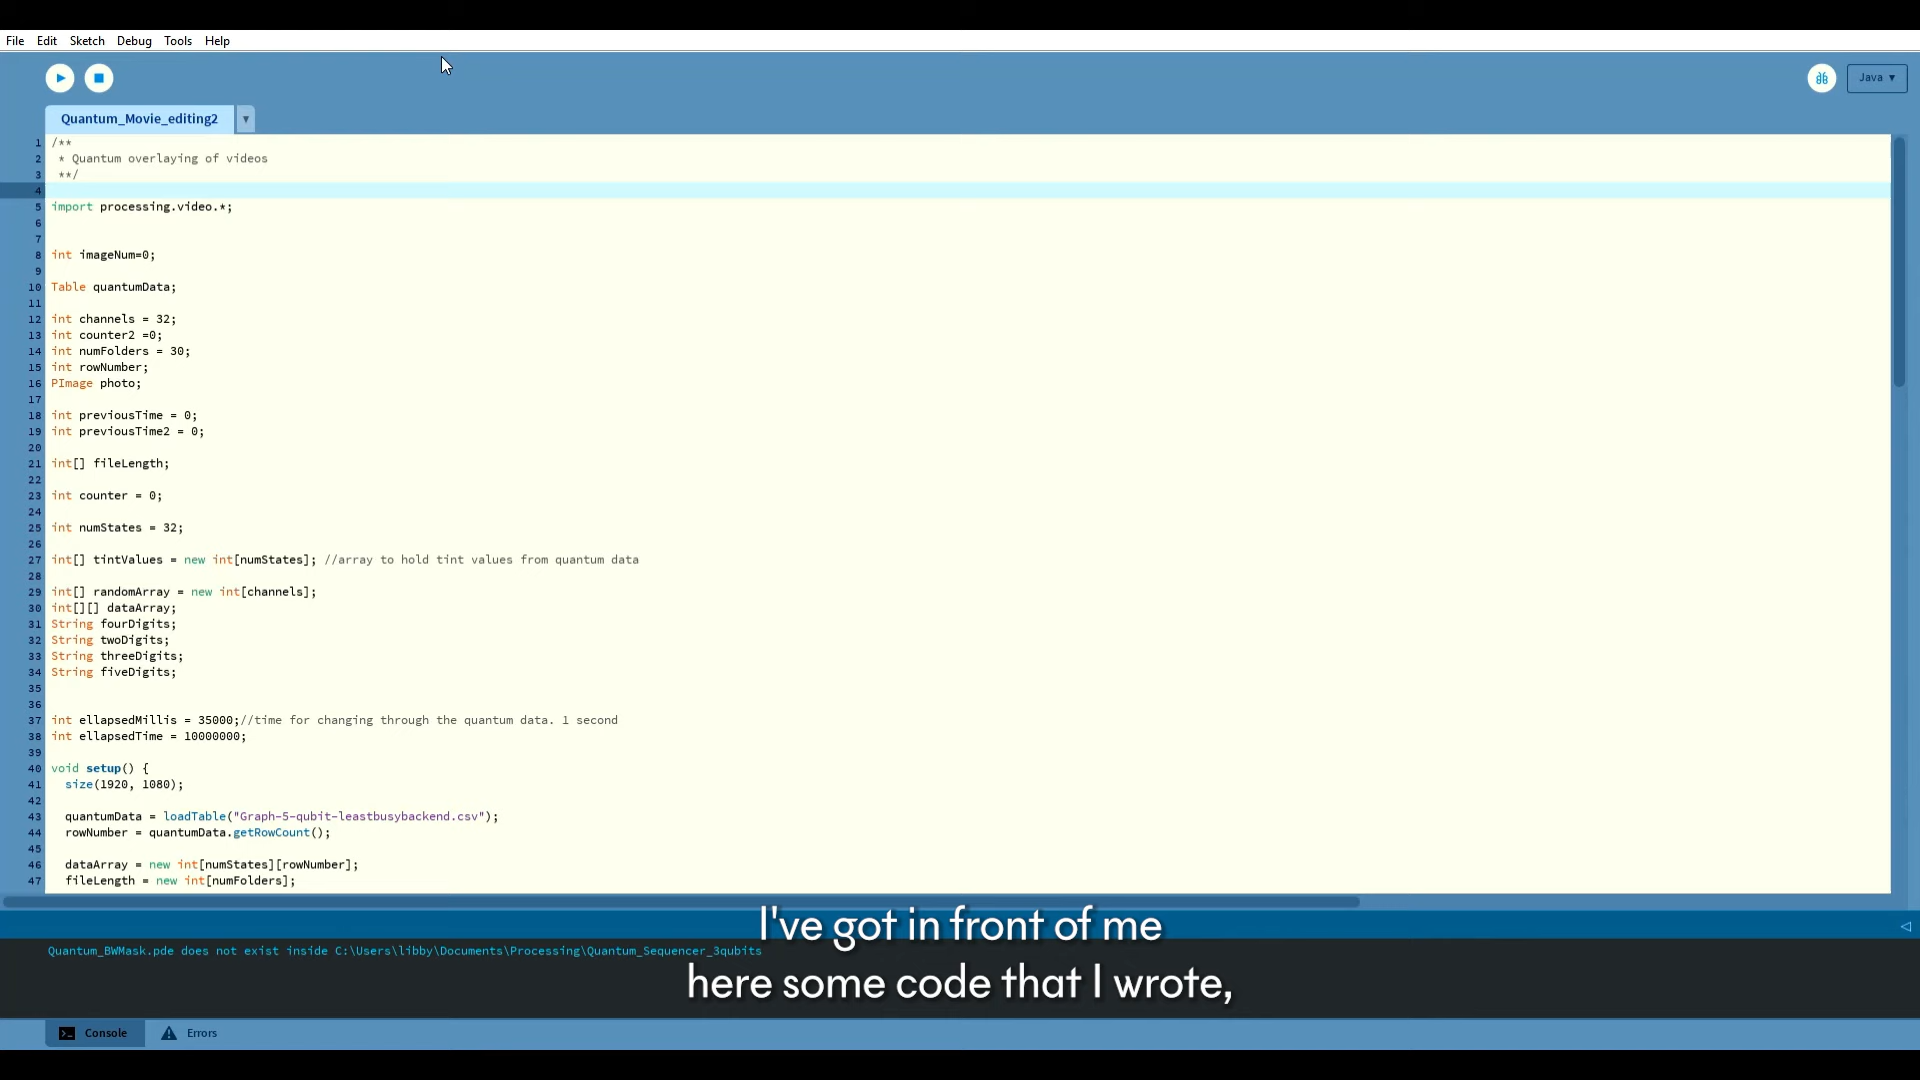 File Edit Sketch Debug Tools Help
Java ▼
Quantum_Movie_editing2 ▼
1 /**
2 * Quantum overlaying of videos
3 **/
4
5 import processing.video.*;
6
7
8 int imageNum=0;
9
10 Table quantumData;
11
12 int channels = 32;
13 int counter2 =0;
14 int numFolders = 30;
15 int rowNumber;
16 PImage photo;
17
18 int previousTime = 0;
19 int previousTime2 = 0;
20
21 int[] fileLength;
22
23 int counter = 0;
24
25 int numStates = 32;
26
27 int[] tintValues = new int[numStates]; //array to hold tint values from quantum data
28
29 int[] randomArray = new int[channels];
30 int[][] dataArray;
31 String fourDigits;
32 String twoDigits;
33 String threeDigits;
34 String fiveDigits;
35
36
37 int ellapsedMillis = 35000;//time for changing through the quantum data. 1 second
38 int ellapsedTime = 10000000;
39
40 void setup() {
41 size(1920, 1080);
42
43 quantumData = loadTable("Graph-5-qubit-leastbusybackend.csv");
44 rowNumber = quantumData.getRowCount();
45
46 dataArray = new int[numStates][rowNumber];
47 fileLength = new int[numFolders];
I've got in front of me
Quantum_BWMask.pde does not exist inside C:\Users\libby\Documents\Processing\Quantum_Sequencer_3qubits
here some code that I wrote,
Console Errors